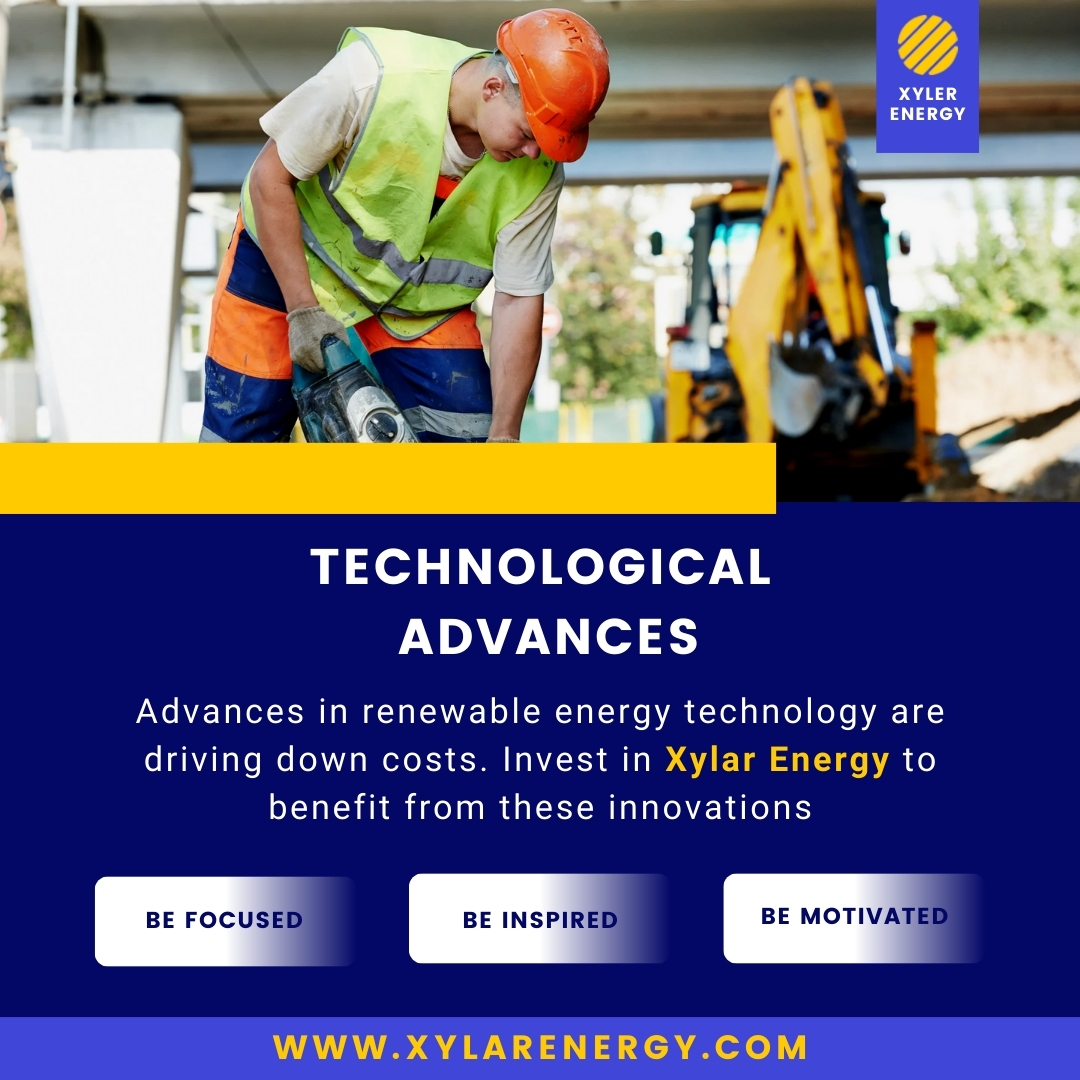 XYLER
ENERGY
TECHNOLOGICAL
ADVANCES
Advances in renewable energy technology are
driving down costs. Invest in Xylar Energy to
benefit from these innovations
BE FOCUSED
BE INSPIRED
BE MOTIVATED
WWW.XYLARENERGY.COM